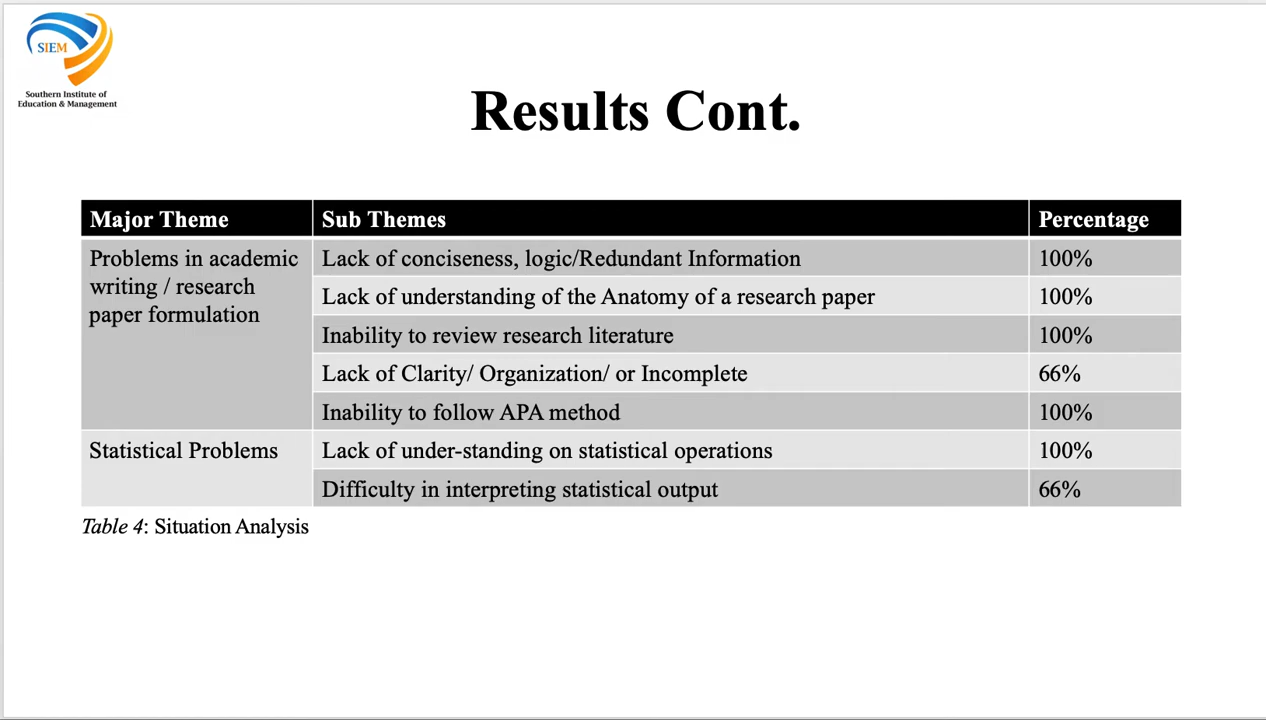 SIEM
Southern Institute of
Education & Management
Results Cont.
Major Theme Sub Themes Percentage
Problems in academic
writing / research
paper formulation
Lack of conciseness, logic/Redundant Information 100%
Lack of understanding of the Anatomy of a research paper 100%
Inability to review research literature 100%
Lack of Clarity/ Organization/ or Incomplete 66%
Inability to follow APA method 100%
Statistical Problems Lack of under-standing on statistical operations 100%
Difficulty in interpreting statistical output 66%
Table 4: Situation Analysis